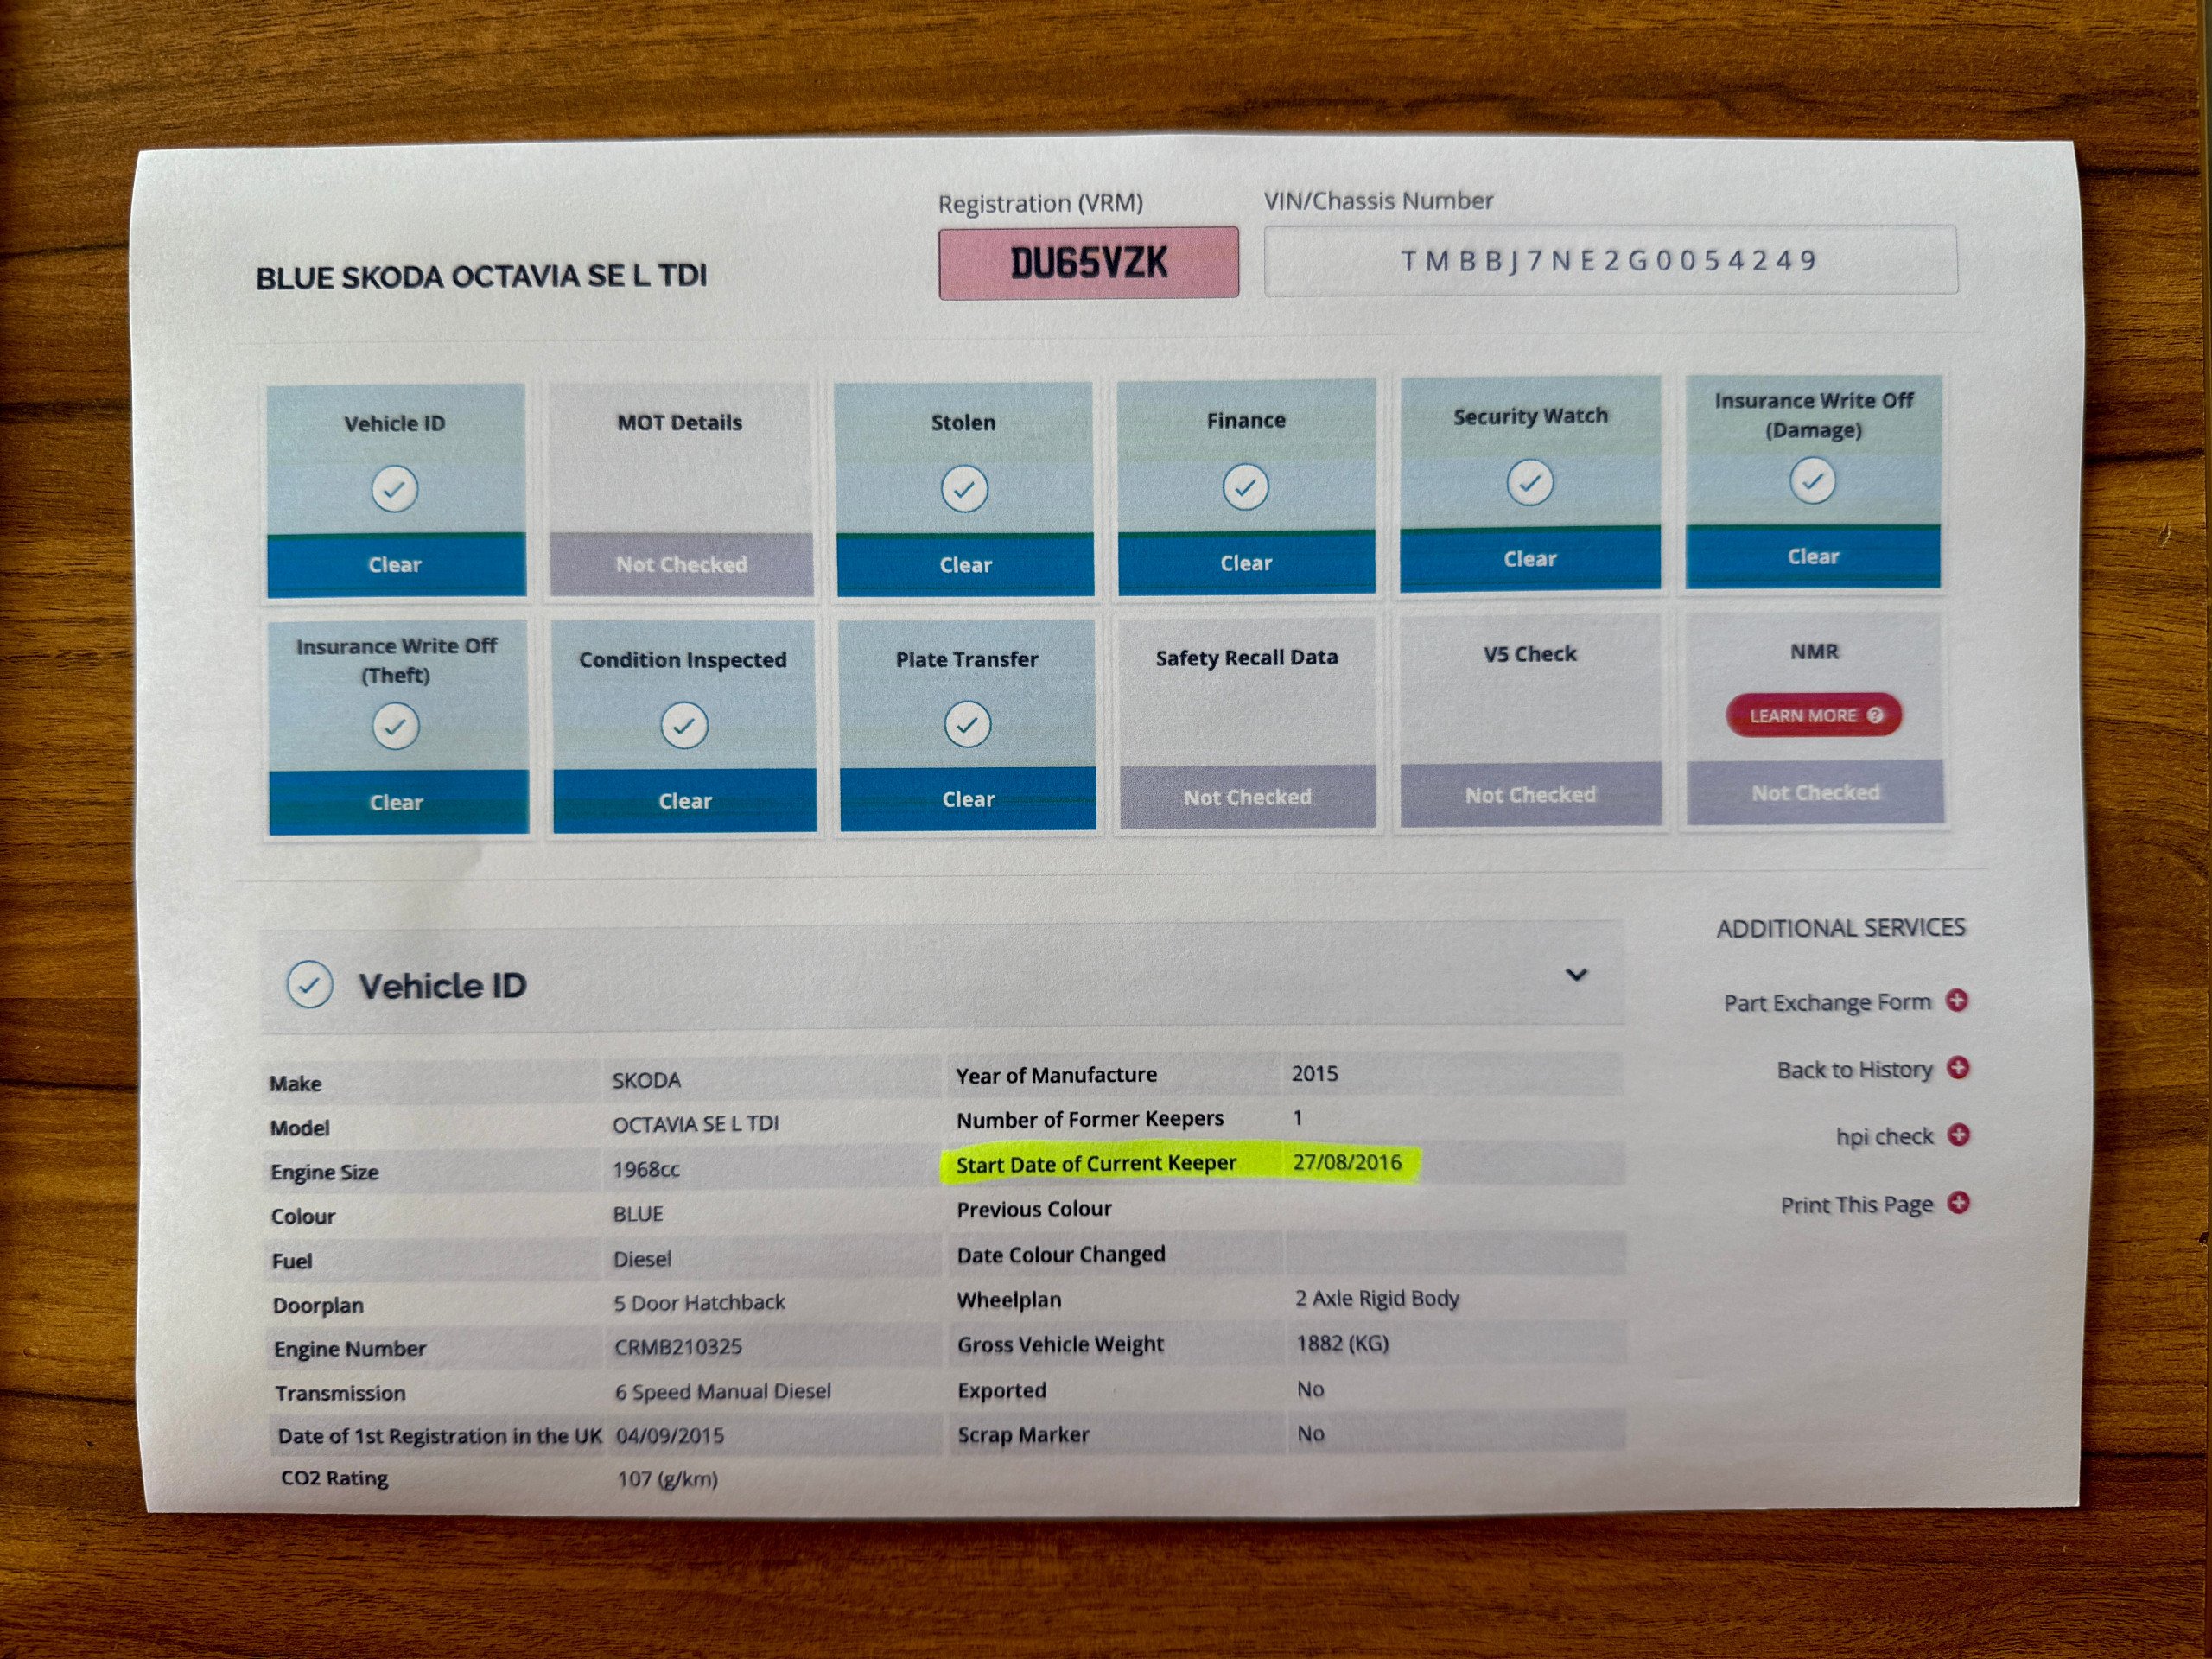 Registration (VRM) VIN/Chassis Number
BLUE SKODA OCTAVIA SE L TDI DU65VZK TMBBJ7NE2G0054249
Vehicle ID MOT Details Stolen Finance Security Watch Insurance Write Off
(Damage)
Clear Not Checked Clear Clear Clear Clear
Insurance Write Off
(Theft) Condition Inspected Plate Transfer Safety Recall Data V5 Check NMR
LEARN MORE ?
Clear Clear Clear Not Checked Not Checked Not Checked
Vehicle ID
Make SKODA
Model OCTAVIA SE L TDI
Engine Size 1968cc
Colour BLUE
Fuel Diesel
Doorplan 5 Door Hatchback
Engine Number CRMB210325
Transmission 6 Speed Manual Diesel
Date of 1st Registration in the UK 04/09/2015
CO2 Rating 107 (g/km)
Year of Manufacture 2015
Number of Former Keepers 1
Start Date of Current Keeper 27/08/2016
Previous Colour
Date Colour Changed
Wheelplan 2 Axle Rigid Body
Gross Vehicle Weight 1882 (KG)
Exported No
Scrap Marker No
ADDITIONAL SERVICES
Part Exchange Form
Back to History
hpi check
Print This Page